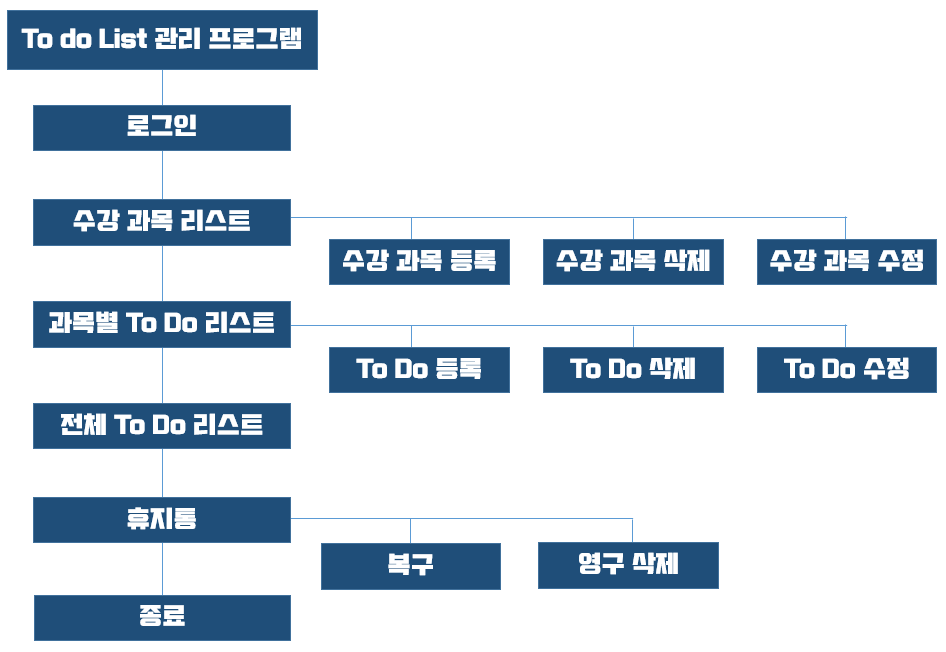 To do List 관리 프로그램
로그인
수강 과목 리스트
수강 과목 등록
수강 과목 삭제
수강 과목 수정
과목별 To Do 리스트
To Do 등록
To Do 삭제
To Do 수정
전체 To Do 리스트
휴지통
복구
영구 삭제
종료